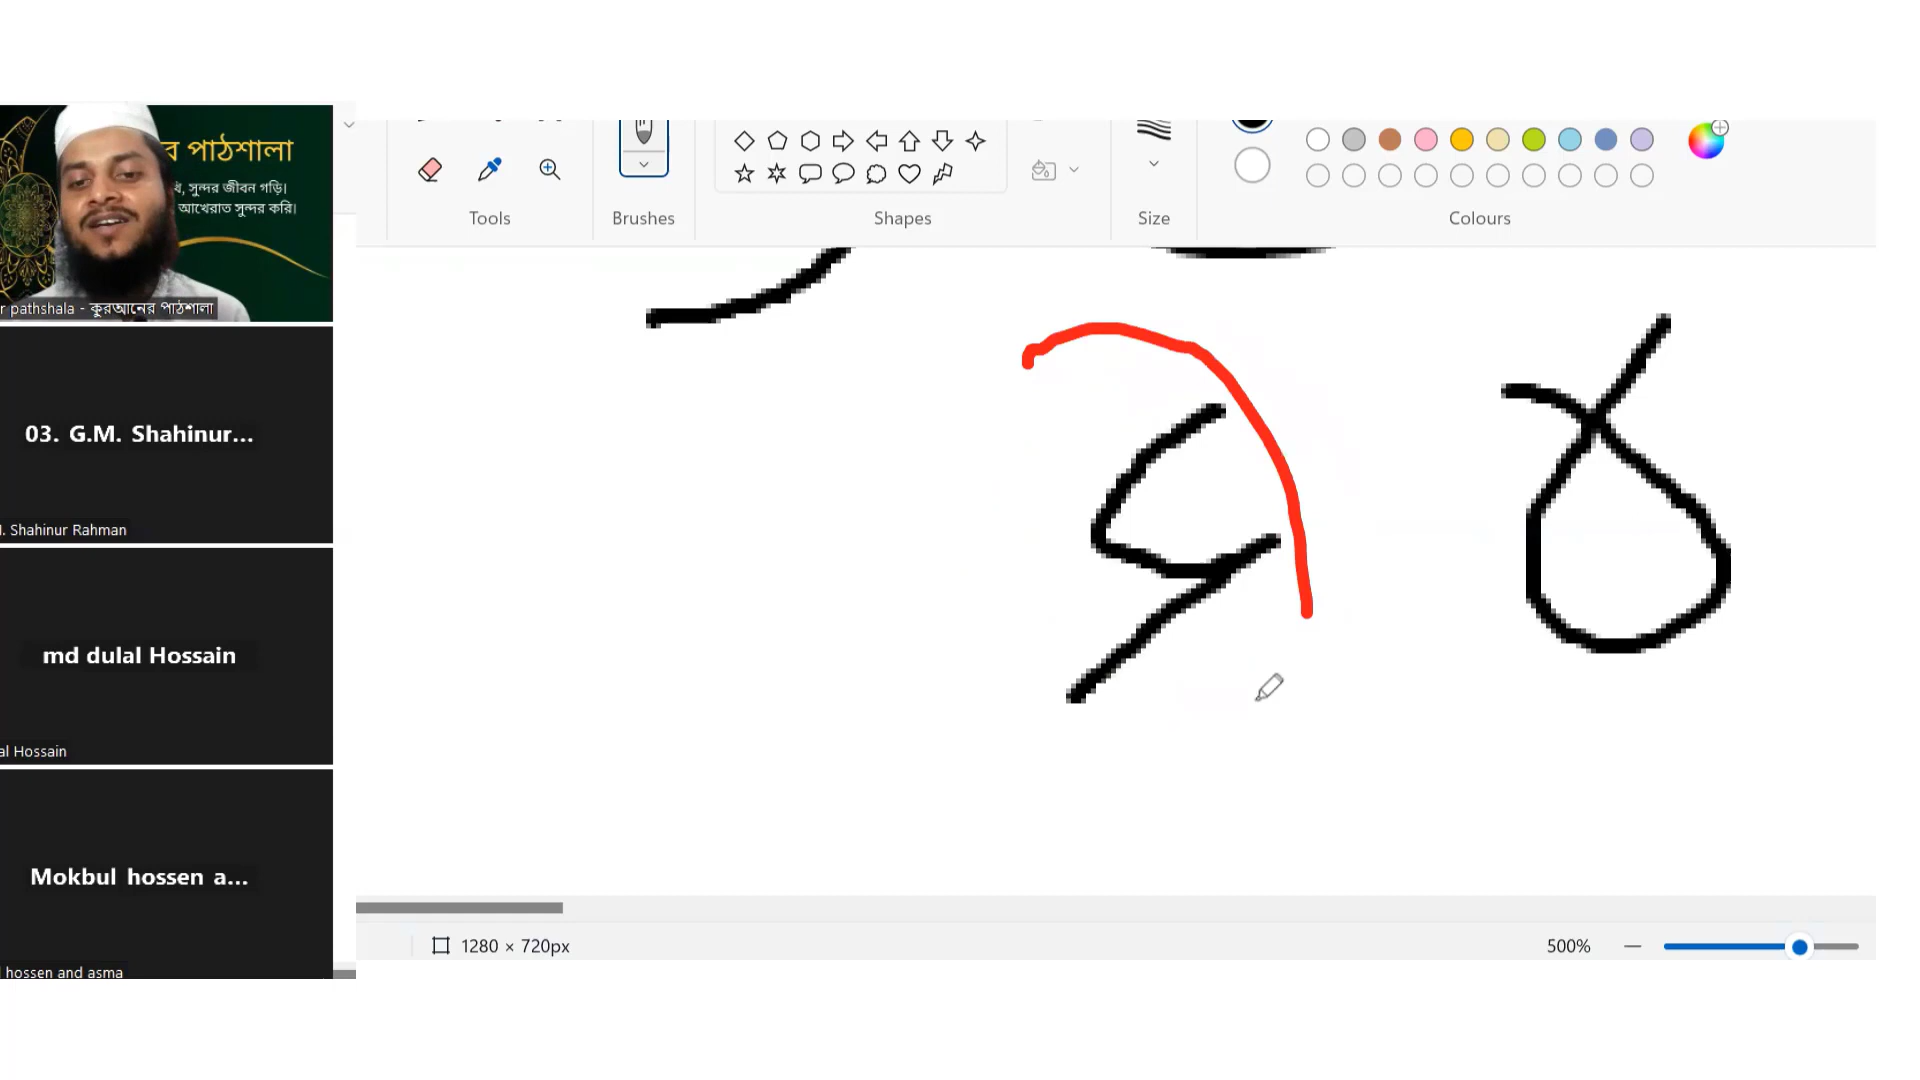 র পাঠশালা
খি, সুন্দর জীবন গড়ি।
আখেরাত সুন্দর করি।
r pathshala - কুরআনের পাঠশালা
03. G.M. Shahinur...
M. Shahinur Rahman
md dulal Hossain
al Hossain
Mokbul hossen a...
l hossen and asma
Tools
Brushes
Shapes
Size
Colours
1280 × 720px
500%